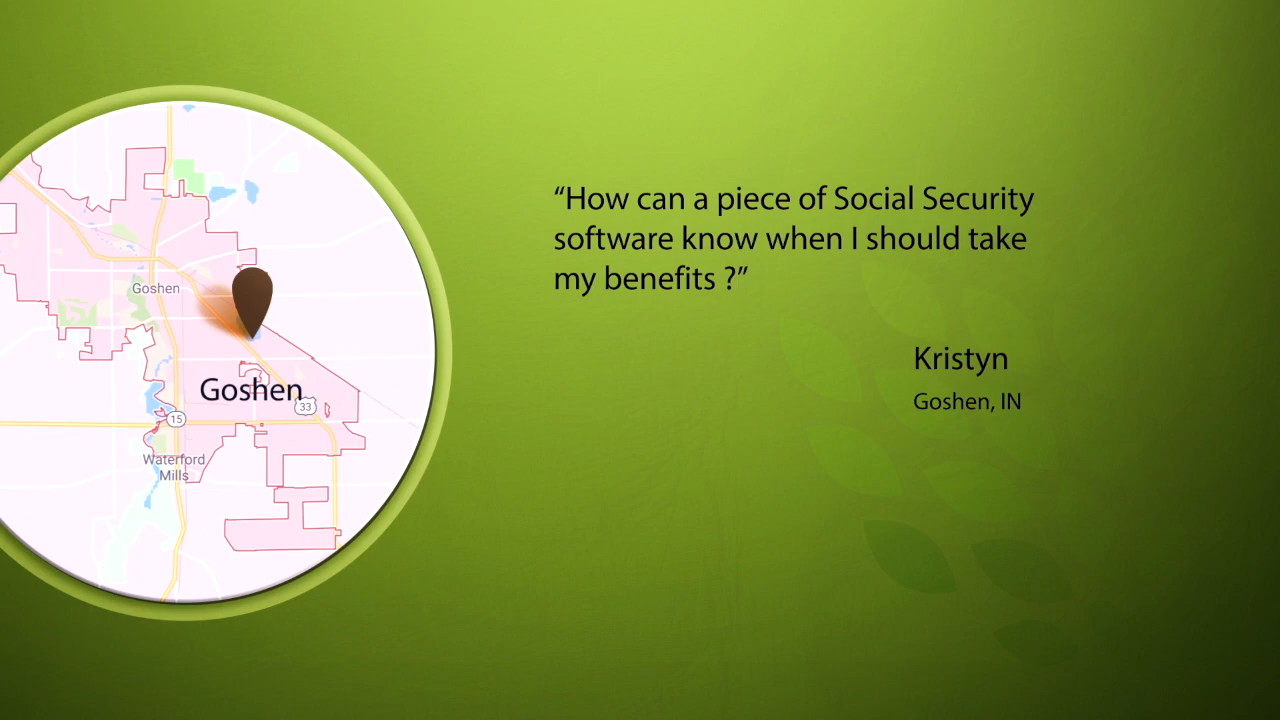 “How can a piece of Social Security
software know when I should take
my benefits ?”
Kristyn
Goshen, IN
Goshen
Goshen
33
15
Waterford
Mills